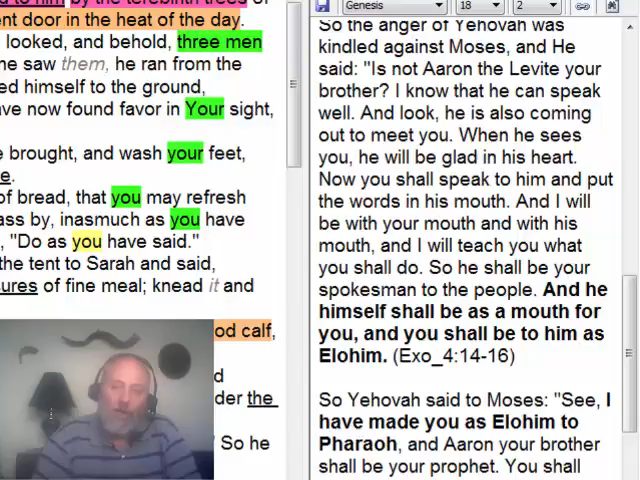 Genesis 18 2
to him by the terebinth trees of
ent door in the heat of the day.
looked, and behold, three men
he saw them, he ran from the
ed himself to the ground,
ave now found favor in Your sight,
e brought, and wash your feet,
e.
of bread, that you may refresh
ass by, inasmuch as you have
"Do as you have said."
the tent to Sarah and said,
sures of fine meal; knead it and
od calf,
d
der the
So he
So the anger of Yehovah was
kindled against Moses, and He
said: "Is not Aaron the Levite your
brother? I know that he can speak
well. And look, he is also coming
out to meet you. When he sees
you, he will be glad in his heart.
Now you shall speak to him and put
the words in his mouth. And I will
be with your mouth and with his
mouth, and I will teach you what
you shall do. So he shall be your
spokesman to the people. And he
himself shall be as a mouth for
you, and you shall be to him as
Elohim. (Exo_4:14-16)
So Yehovah said to Moses: "See, I
have made you as Elohim to
Pharaoh, and Aaron your brother
shall be your prophet. You shall